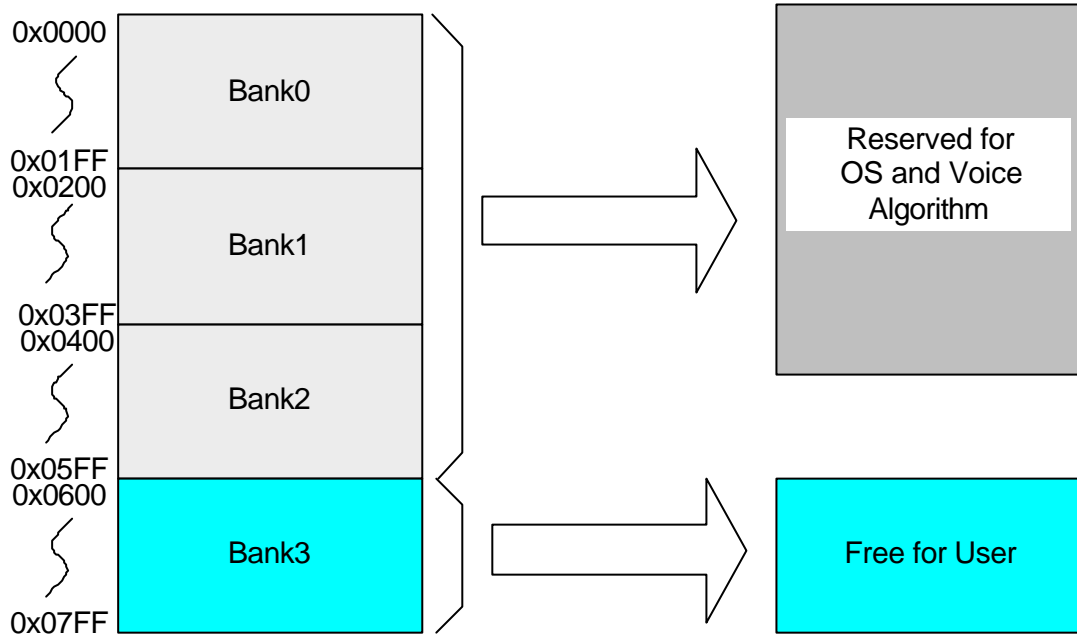 0x0000
Bank0
0x01FF
0x0200
Bank1
0x03FF
0x0400
Bank2
0x05FF
0x0600
Bank3
0x07FF
Reserved for
OS and Voice
Algorithm
Free for User